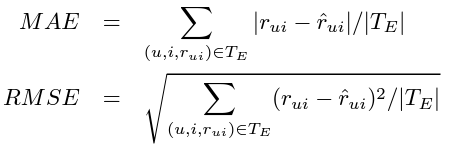 MAE = ∑_{(u,i,r_{ui})∈T_E} |r_{ui} − r̂_{ui}|/|T_E|
RMSE = √(∑_{(u,i,r_{ui})∈T_E} (r_{ui} − r̂_{ui})²/|T_E|)